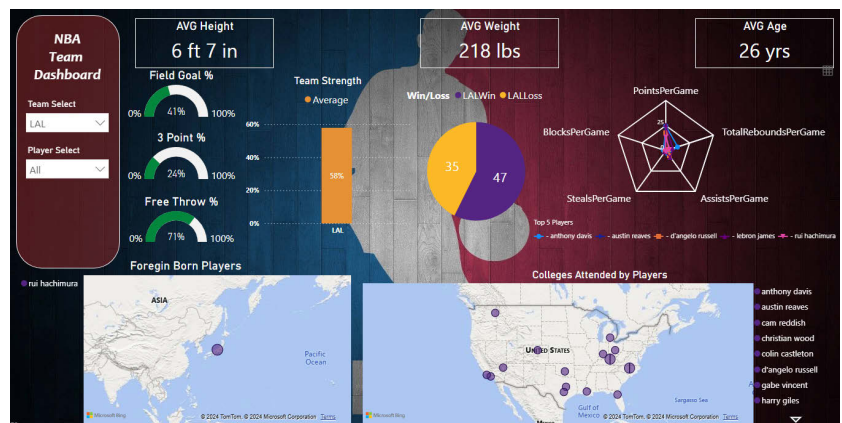 NBA
Team
Dashboard
Team Select
LAL
Player Select
All
AVG Height
6 ft 7 in
AVG Weight
218 lbs
AVG Age
26 yrs
Field Goal %
0%
41%
100%
3 Point %
0%
24%
100%
Free Throw %
0%
71%
100%
Team Strength
Average
60%
40%
20%
0%
58%
LAL
Win/Loss
LALWin
LALLoss
35
47
PointsPerGame
TotalReboundsPerGame
AssistsPerGame
StealsPerGame
BlocksPerGame
25
0
Top 5 Players
- anthony davis
- austin reaves
- d'angelo russell
- lebron james
- rui hachimura
Foregin Born Players
rui hachimura
ASIA
Pacific
Ocean
Microsoft Bing
© 2024 TomTom, © 2024 Microsoft Corporation Terms
Colleges Attended by Players
UNITED STATES
Gulf of
Mexico
Sargasso Sea
Microsoft Bing
© 2024 TomTom, © 2024 Microsoft Corporation Terms
anthony davis
austin reaves
cam reddish
christian wood
colin castleton
d'angelo russell
gabe vincent
harry giles